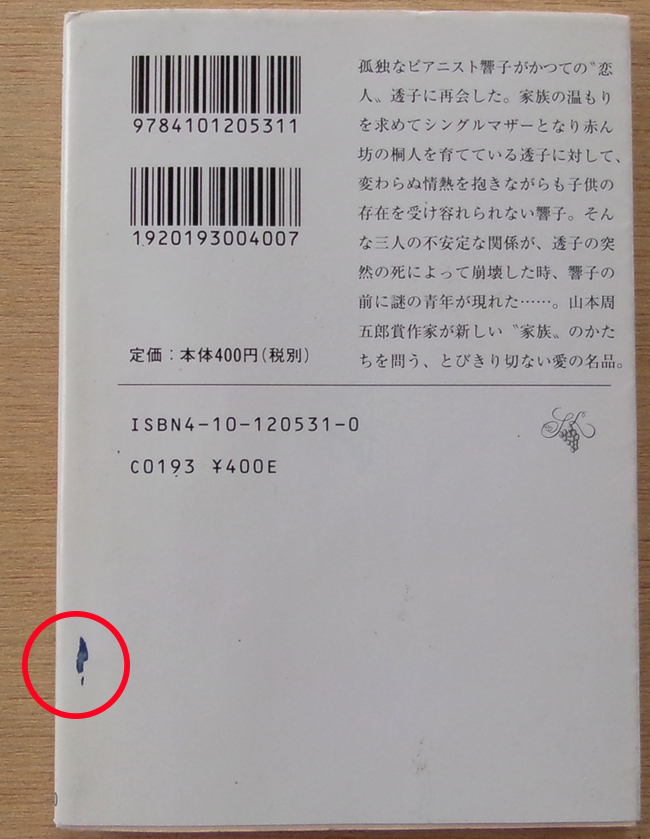 9784101205311
1920193004007
定価：本体400円(税別)
孤独なピアニスト響子がかつての〝恋
人〟透子に再会した。家族の温もり
を求めてシングルマザーとなり赤ん
坊の桐人を育てている透子に対して、
変わらぬ情熱を抱きながらも子供の
存在を受け容れられない響子。そん
な三人の不安定な関係が、透子の突
然の死によって崩壊した時、響子の
前に謎の青年が現れた……。山本周
五郎賞作家が新しい〝家族〟のかた
ちを問う、とびきり切ない愛の名品。
ISBN4-10-120531-0
C0193 ¥400E